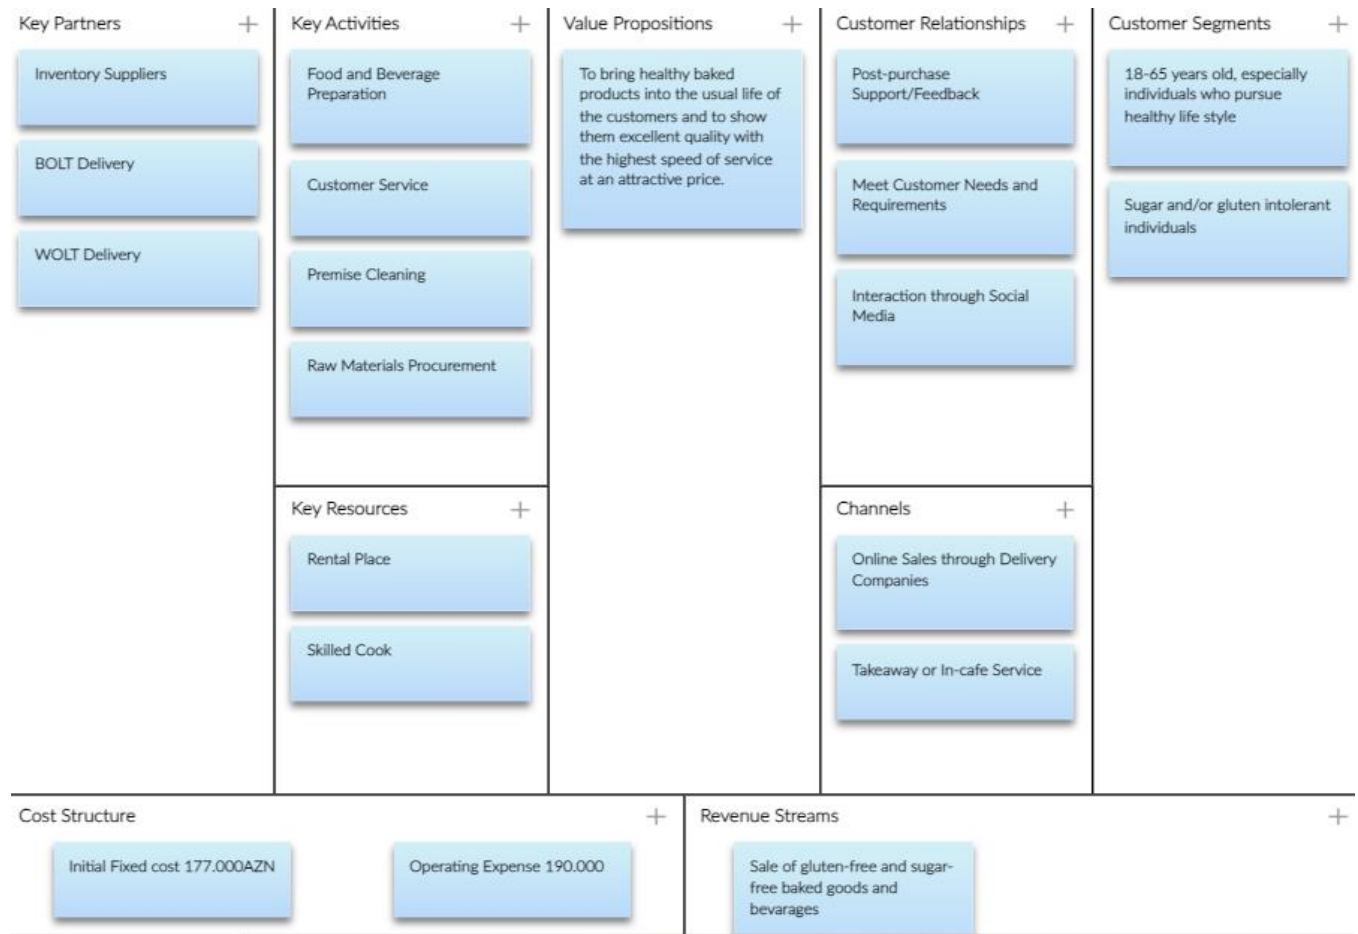 Key Partners +
Inventory Suppliers
BOLT Delivery
WOLT Delivery
Key Activities +
Food and Beverage
Preparation
Customer Service
Premise Cleaning
Raw Materials Procurement
Key Resources +
Rental Place
Skilled Cook
Value Propositions +
To bring healthy baked
products into the usual life of
the customers and to show
them excellent quality with
the highest speed of service
at an attractive price.
Customer Relationships +
Post-purchase
Support/Feedback
Meet Customer Needs and
Requirements
Interaction through Social
Media
Channels +
Online Sales through Delivery
Companies
Takeaway or In-cafe Service
Customer Segments +
18-65 years old, especially
individuals who pursue
healthy life style
Sugar and/or gluten intolerant
individuals
Cost Structure +
Initial Fixed cost 177.000AZN
Operating Expense 190.000
Revenue Streams +
Sale of gluten-free and sugar-
free baked goods and
bevarages